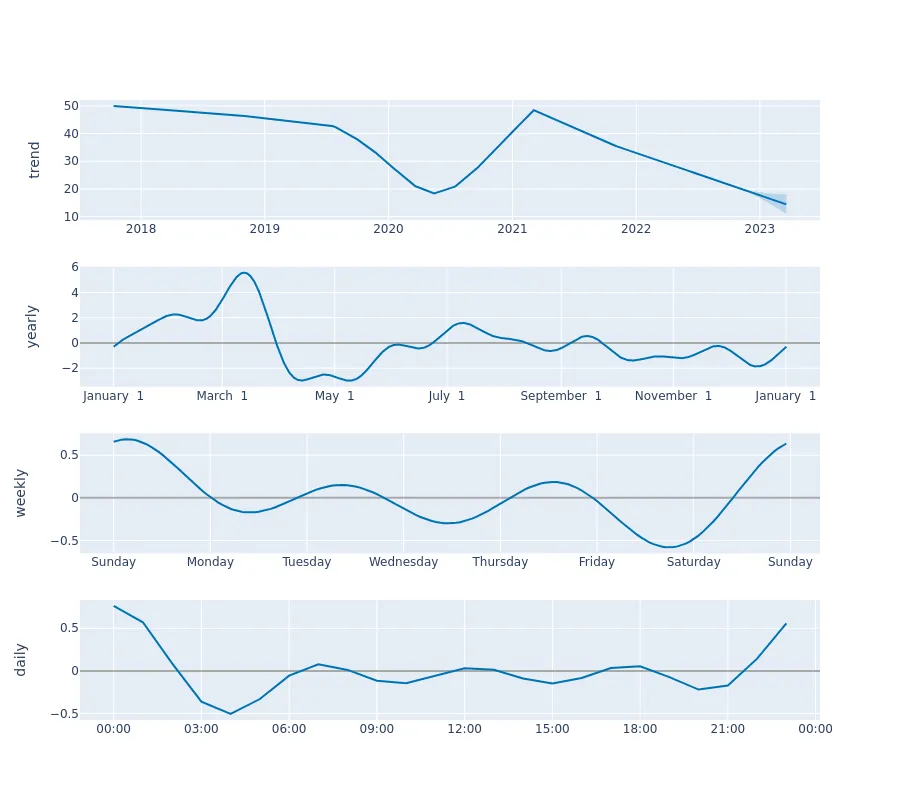 trend
50
40
30
20
10
2018 2019 2020 2021 2022 2023
yearly
6
4
2
0
−2
January 1 March 1 May 1 July 1 September 1 November 1 January 1
weekly
0.5
0
−0.5
Sunday Monday Tuesday Wednesday Thursday Friday Saturday Sunday
daily
0.5
0
−0.5
00:00 03:00 06:00 09:00 12:00 15:00 18:00 21:00 00:00